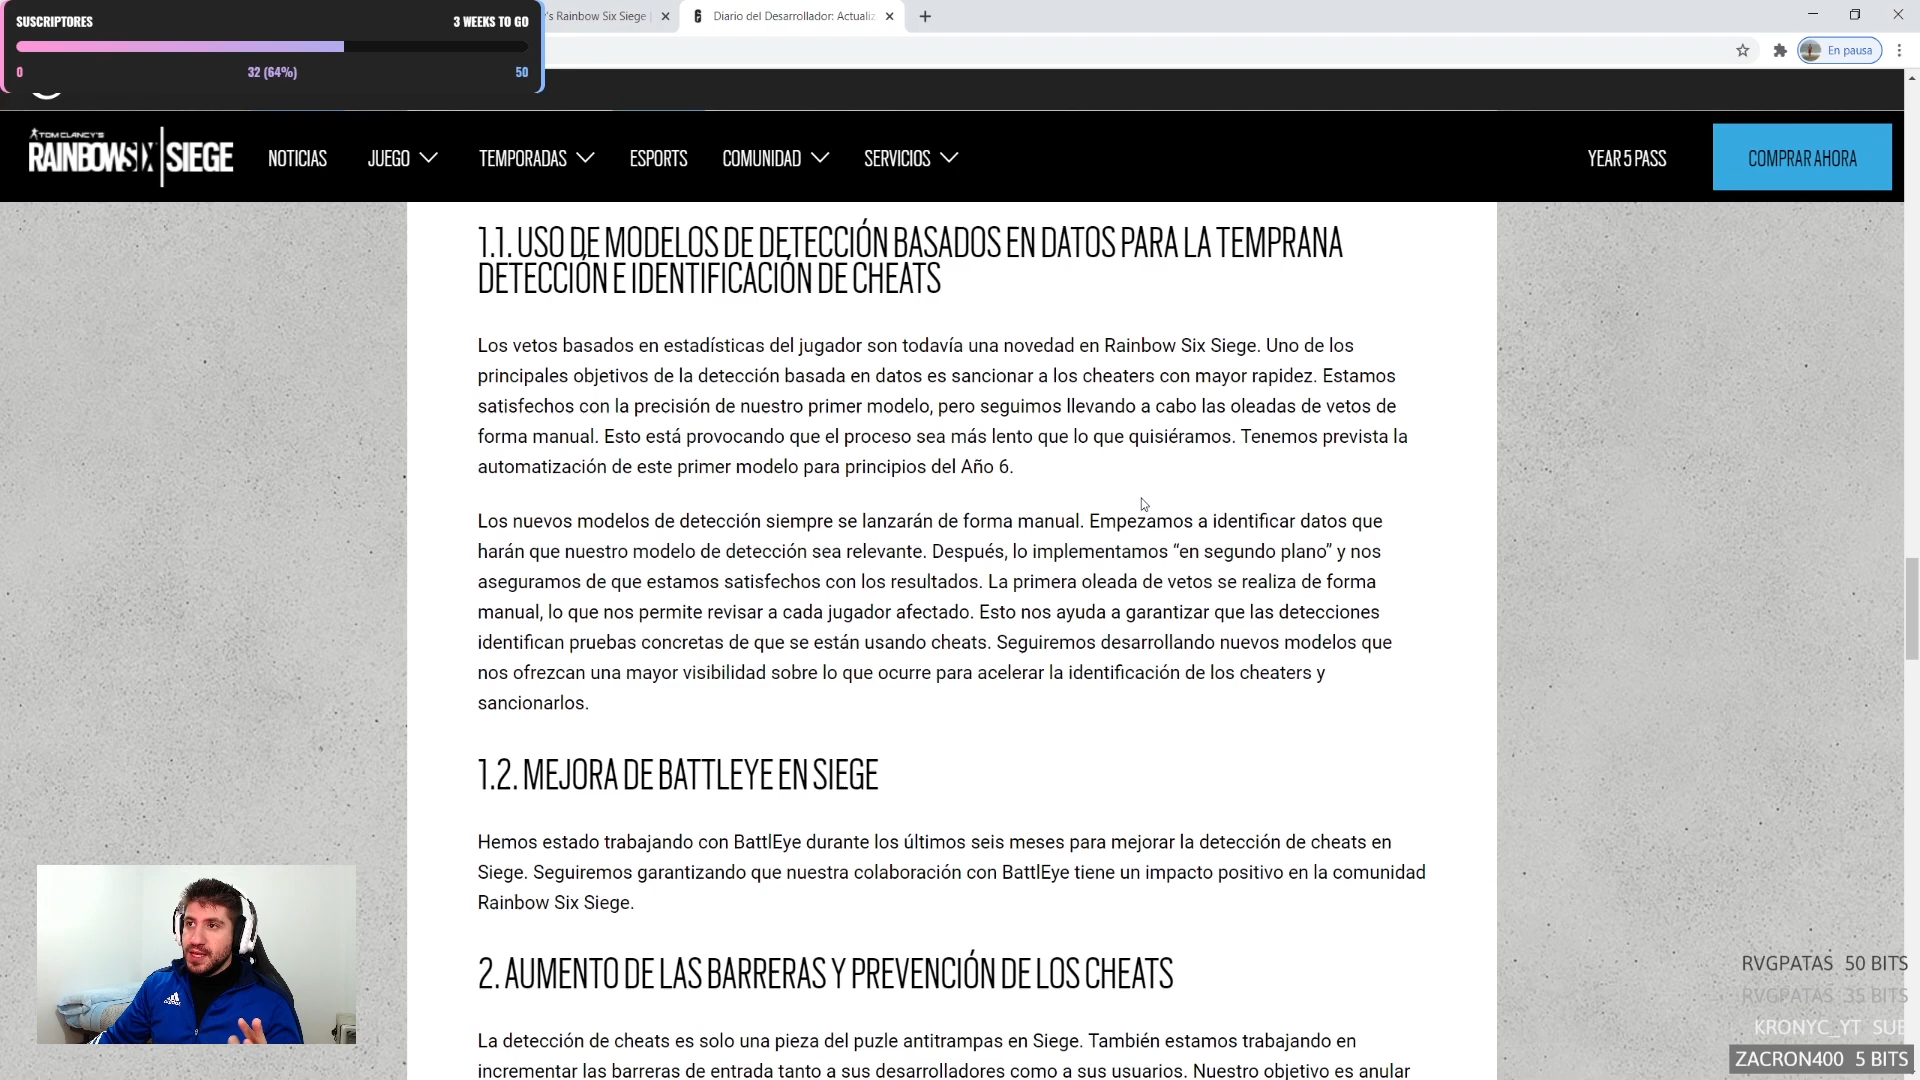 SUSCRIPTORES
3 WEEKS TO GO
0
32 (64%)
50
's Rainbow Six Siege |
Diario del Desarrollador: Actualiz
En pausa
TOM CLANCY'S
RAINBOWSIX | SIEGE
NOTICIAS
JUEGO
TEMPORADAS
ESPORTS
COMUNIDAD
SERVICIOS
YEAR 5 PASS
COMPRAR AHORA
1.1. USO DE MODELOS DE DETECCIÓN BASADOS EN DATOS PARA LA TEMPRANA
DETECCIÓN E IDENTIFICACIÓN DE CHEATS
Los vetos basados en estadísticas del jugador son todavía una novedad en Rainbow Six Siege. Uno de los
principales objetivos de la detección basada en datos es sancionar a los cheaters con mayor rapidez. Estamos
satisfechos con la precisión de nuestro primer modelo, pero seguimos llevando a cabo las oleadas de vetos de
forma manual. Esto está provocando que el proceso sea más lento que lo que quisiéramos. Tenemos prevista la
automatización de este primer modelo para principios del Año 6.
Los nuevos modelos de detección siempre se lanzarán de forma manual. Empezamos a identificar datos que
harán que nuestro modelo de detección sea relevante. Después, lo implementamos “en segundo plano” y nos
aseguramos de que estamos satisfechos con los resultados. La primera oleada de vetos se realiza de forma
manual, lo que nos permite revisar a cada jugador afectado. Esto nos ayuda a garantizar que las detecciones
identifican pruebas concretas de que se están usando cheats. Seguiremos desarrollando nuevos modelos que
nos ofrezcan una mayor visibilidad sobre lo que ocurre para acelerar la identificación de los cheaters y
sancionarlos.
1.2. MEJORA DE BATTLEYE EN SIEGE
Hemos estado trabajando con BattlEye durante los últimos seis meses para mejorar la detección de cheats en
Siege. Seguiremos garantizando que nuestra colaboración con BattlEye tiene un impacto positivo en la comunidad
Rainbow Six Siege.
2. AUMENTO DE LAS BARRERAS Y PREVENCIÓN DE LOS CHEATS
La detección de cheats es solo una pieza del puzle antitrampas en Siege. También estamos trabajando en
incrementar las barreras de entrada tanto a sus desarrolladores como a sus usuarios. Nuestro objetivo es anular
RVGPATAS 50 BITS
RVGPATAS 35 BITS
KRONYC_YT SUB
ZACRON400 5 BITS